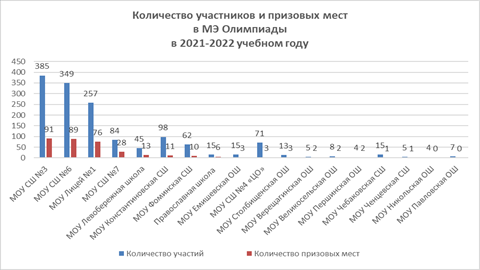 Количество участников и призовых мест
в МЭ Олимпиады
в 2021-2022 учебном году
450
400
350
300
250
200
150
100
50
0
385 91
349 89
257 76
84 28
45 13
98 11
62 10
15 6
15 3
71 3
13 3
5 2
8 2
4 2
15 1
5 1
4 0
7 0
МОУ СШ №3
МОУ СШ №6
МОУ Лицей №1
МОУ СШ №7
МОУ Левобережная школа
МОУ Константиновская СШ
МОУ Фоминская СШ
Православная школа
МОУ Емишевская ОШ
МОУ СШ №4 «ЦО»
МОУ Столбищенская ОШ
МОУ Верещагинская ОШ
МОУ Великосельская ОШ
МОУ Першинская ОШ
МОУ Чебаковская СШ
МОУ Ченцевская СШ
МОУ Никольская ОШ
МОУ Павловская ОШ
Количество участий
Количество призовых мест